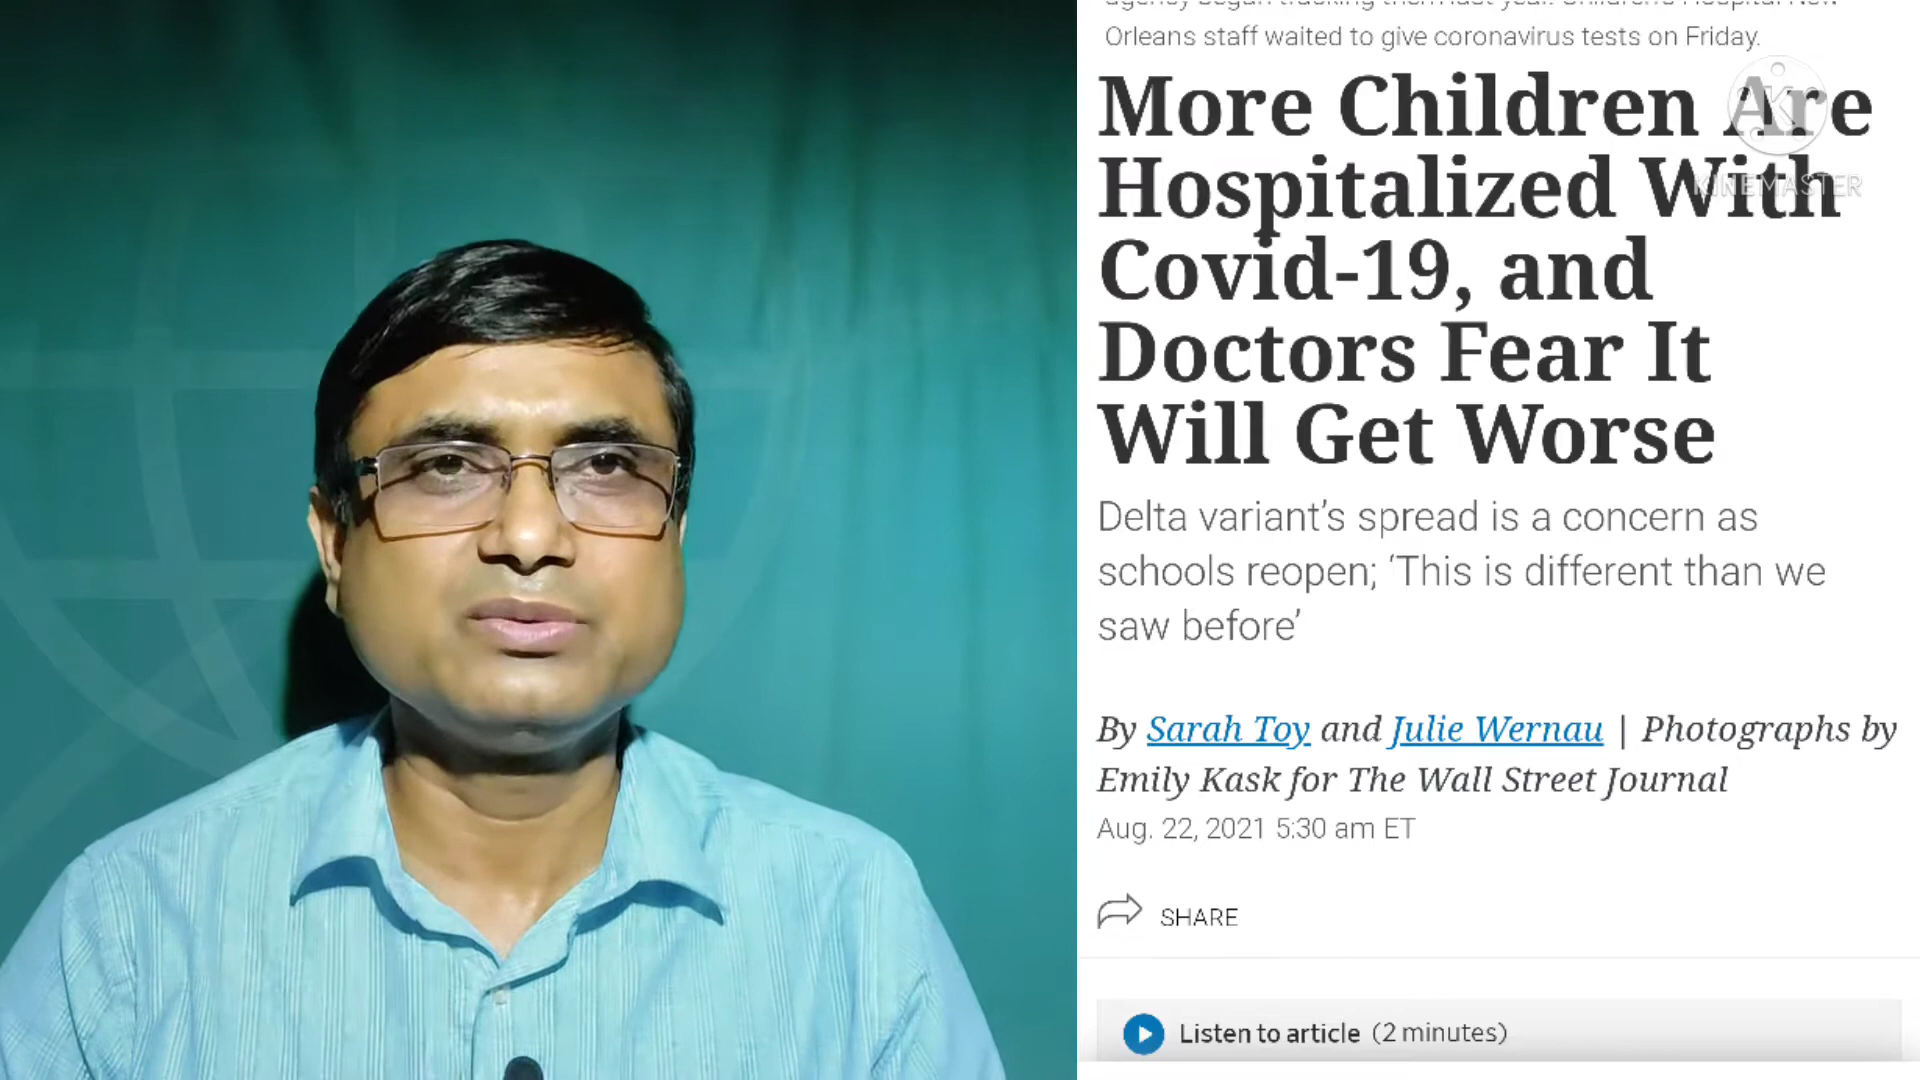 Orleans staff waited to give coronavirus tests on Friday.
More Children Are
Hospitalized With
Covid-19, and
Doctors Fear It
Will Get Worse
Delta variant’s spread is a concern as
schools reopen; ‘This is different than we
saw before’
By Sarah Toy and Julie Wernau | Photographs by
Emily Kask for The Wall Street Journal
Aug. 22, 2021 5:30 am ET
SHARE
Listen to article (2 minutes)
K
KINEMASTER